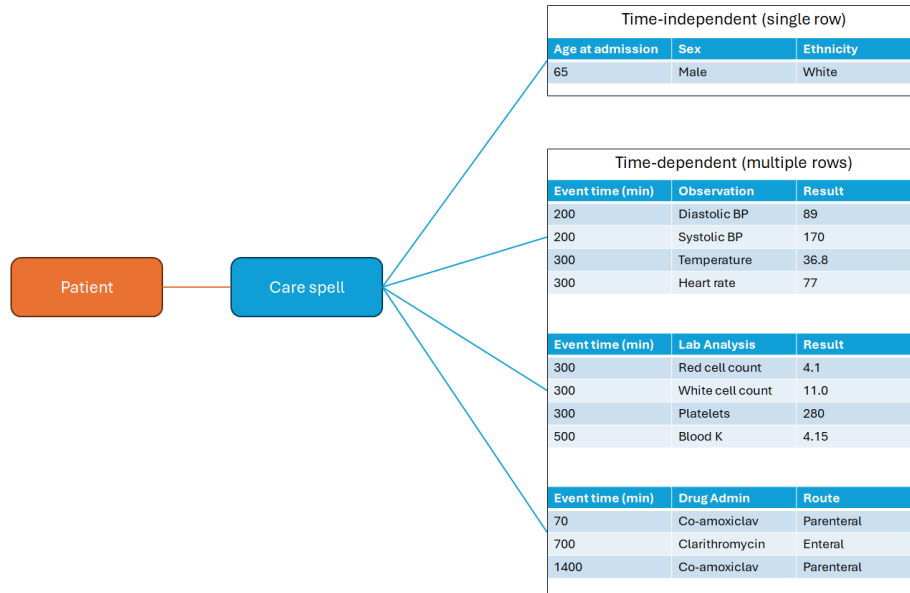 Time-independent (single row)
Age at admission Sex Ethnicity
65 Male White
Time-dependent (multiple rows)
Event time (min) Observation Result
200 Diastolic BP 89
200 Systolic BP 170
300 Temperature 36.8
300 Heart rate 77
Patient
Care spell
Event time (min) Lab Analysis Result
300 Red cell count 4.1
300 White cell count 11.0
300 Platelets 280
500 Blood K 4.15
Event time (min) Drug Admin Route
70 Co-amoxiclav Parenteral
700 Clarithromycin Enteral
1400 Co-amoxiclav Parenteral